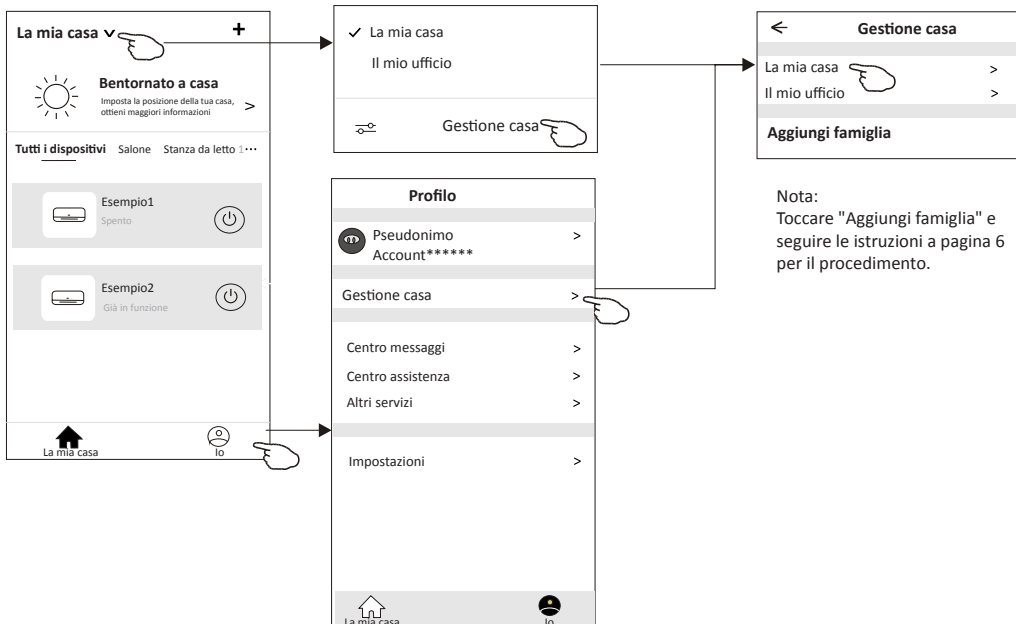 La mia casa
+
Bentornato a casa
Imposta la posizione della tua casa,
ottieni maggiori informazioni
>
Tutti i dispositivi Salone Stanza da letto 1...
Esempio1
Spento
Esempio2
Già in funzione
La mia casa Io
✓ La mia casa
Il mio ufficio
Gestione casa
Profilo
Pseudonimo >
Account******
Gestione casa >
Centro messaggi >
Centro assistenza >
Altri servizi >
Impostazioni >
La mia casa Io
← Gestione casa
La mia casa >
Il mio ufficio >
Aggiungi famiglia
Nota:
Toccare "Aggiungi famiglia" e
seguire le istruzioni a pagina 6
per il procedimento.